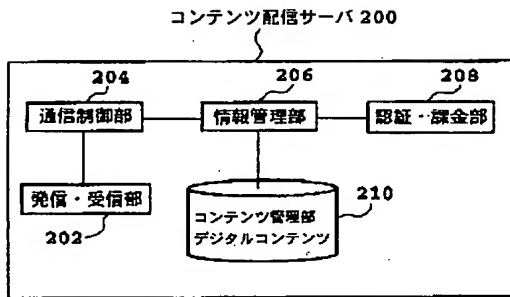 コンテンツ配信サーバ 200
204
206
208
通信制御部
情報管理部
認証・課金部
発信・受信部
202
210
コンテンツ管理部
デジタルコンテンツ